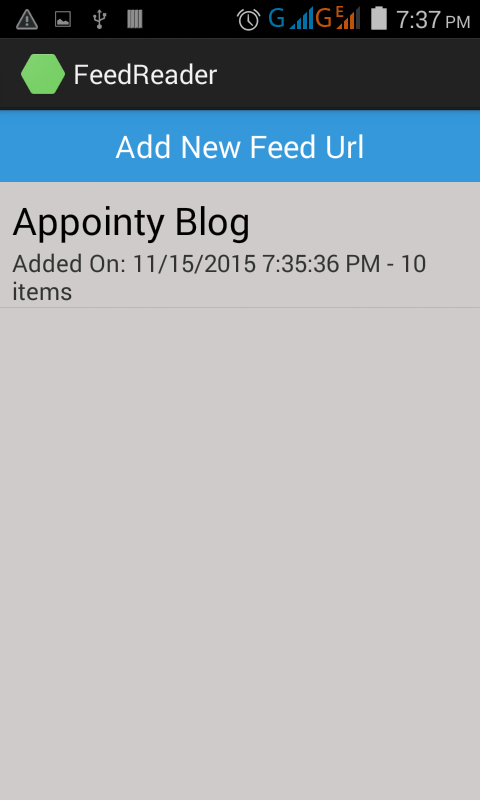 G G E 7:37 PM
FeedReader
Add New Feed Url
Appointy Blog
Added On: 11/15/2015 7:35:36 PM - 10
items